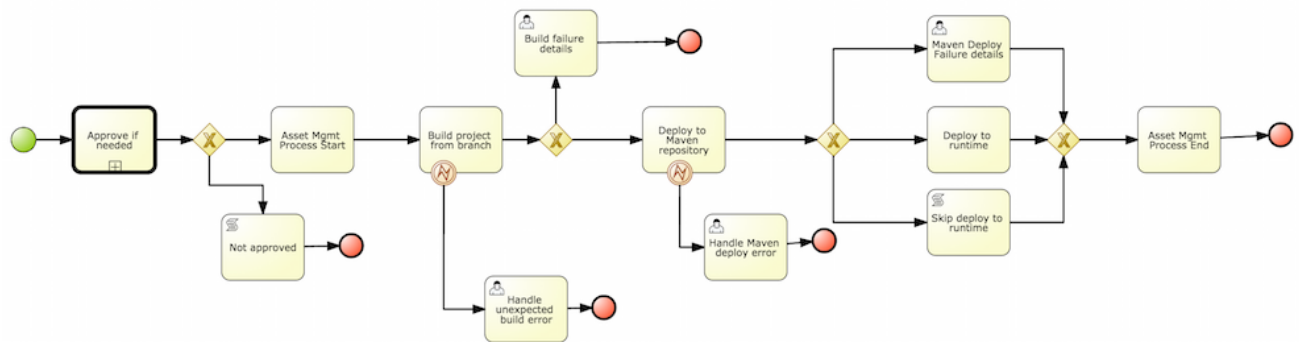 Build failure
details
Maven Deploy
Failure details
Approve if
needed
Asset Mgmt
Process Start
Build project
from branch
Deploy to
Maven
repository
Deploy to
runtime
Asset Mgmt
Process End
Not approved
Handle Maven
deploy error
Skip deploy to
runtime
Handle
unexpected
build error